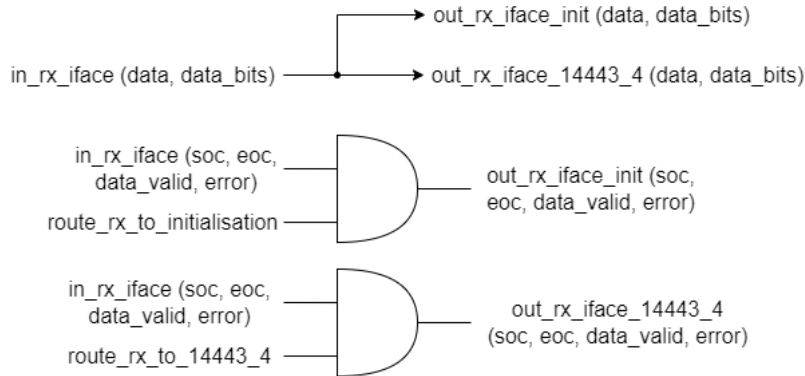 out_rx_iface_init (data, data_bits)
in_rx_iface (data, data_bits)
out_rx_iface_14443_4 (data, data_bits)
in_rx_iface (soc, eoc,
data_valid, error)
route_rx_to_initialisation
out_rx_iface_init (soc,
eoc, data_valid, error)
in_rx_iface (soc, eoc,
data_valid, error)
route_rx_to_14443_4
out_rx_iface_14443_4
(soc, eoc, data_valid, error)